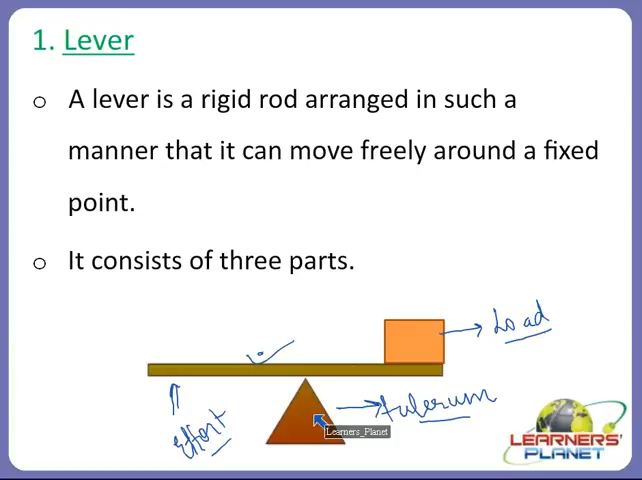 1. Lever
o A lever is a rigid rod arranged in such a
manner that it can move freely around a fixed
point.
o It consists of three parts.
Load
fulcrum
Effort
Learners_Planet
LEARNERS'
PLANET